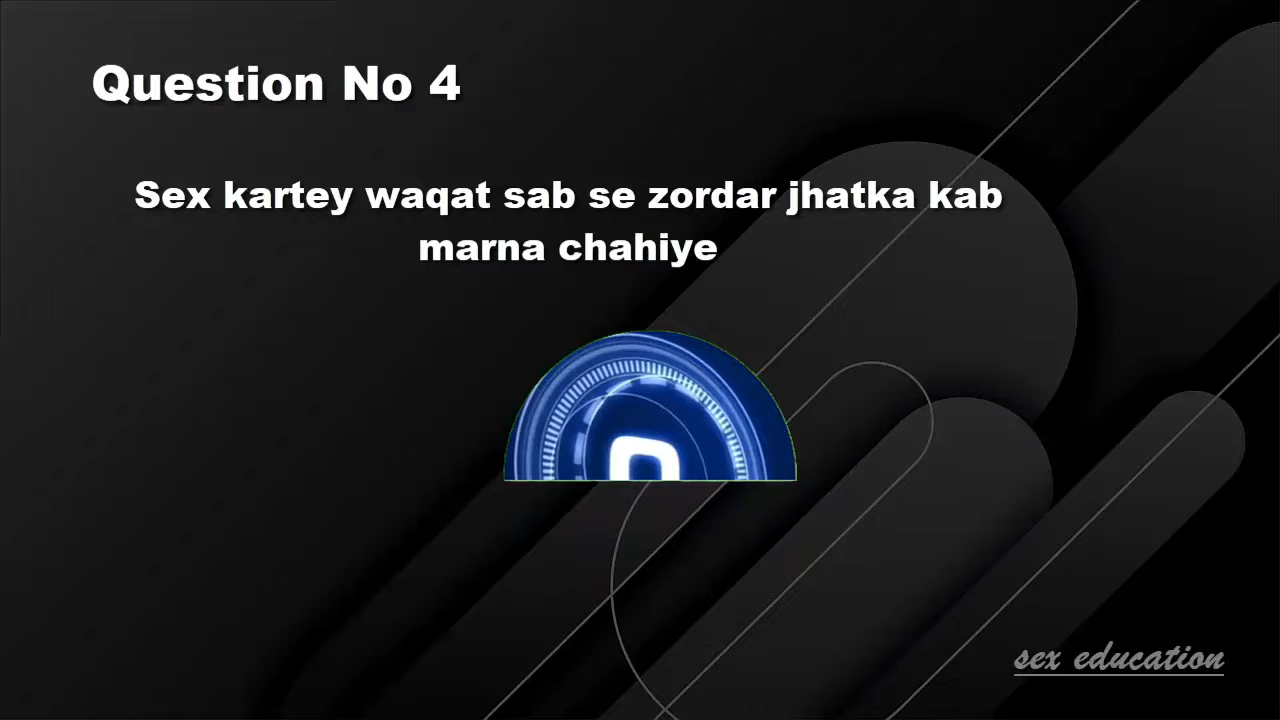 Question No 4
Sex kartey waqat sab se zordar jhatka kab
marna chahiye
sex education